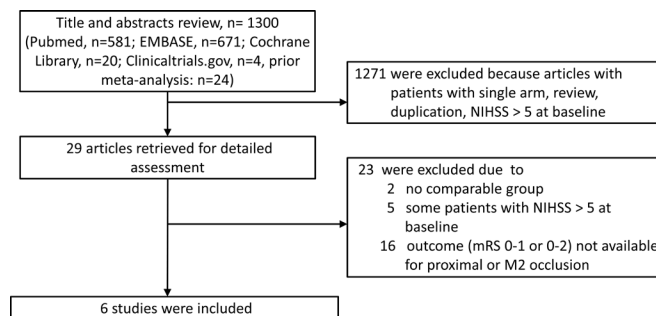 Title and abstracts review, n= 1300
(Pubmed, n=581; EMBASE, n=671; Cochrane
Library, n=20; Clinicaltrials.gov, n=4, prior
meta-analysis: n=24)
1271 were excluded because articles with
patients with single arm, review,
duplication, NIHSS > 5 at baseline
29 articles retrieved for detailed
assessment
23 were excluded due to
2 no comparable group
5 some patients with NIHSS > 5 at
baseline
16 outcome (mRS 0-1 or 0-2) not available
for proximal or M2 occlusion
6 studies were included